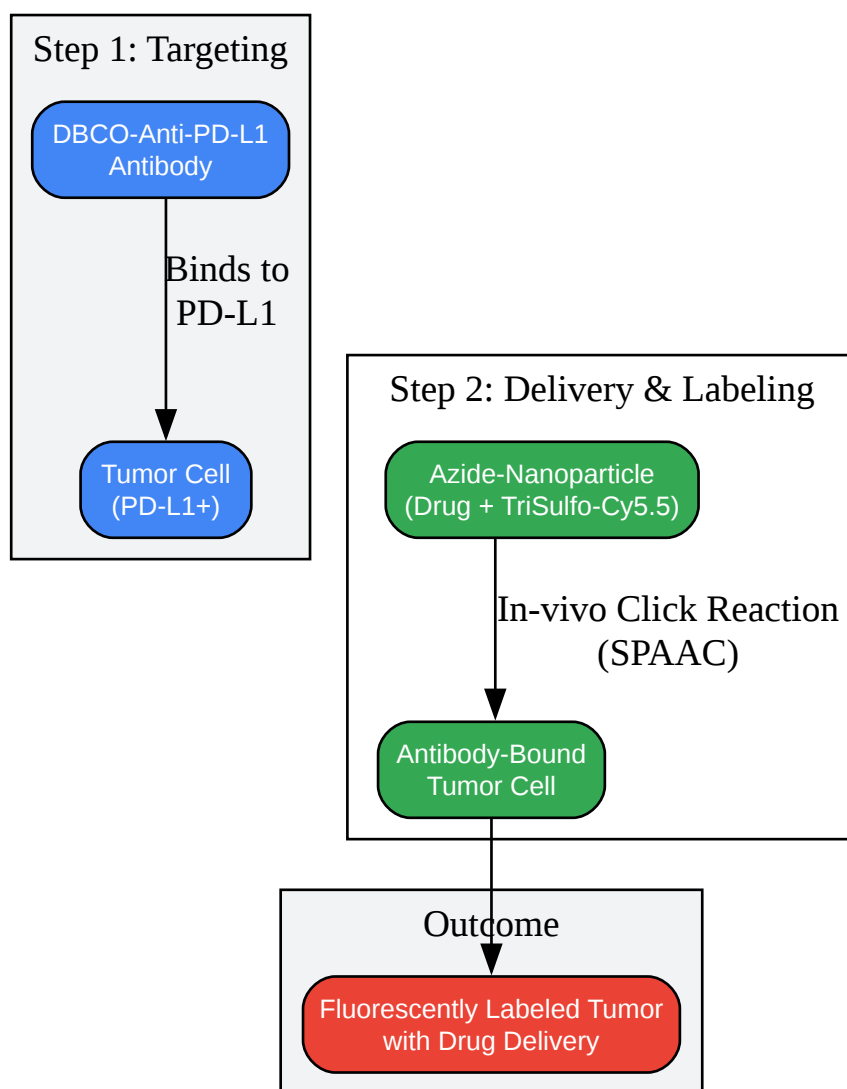 Step 1: Targeting
DBCO-Anti-PD-L1
Antibody
Binds to
PD-L1
Tumor Cell
(PD-L1+)
Step 2: Delivery & Labeling
Azide-Nanoparticle
(Drug + TriSulfo-Cy5.5)
In-vivo Click Reaction
(SPAAC)
Antibody-Bound
Tumor Cell
Outcome
Fluorescently Labeled Tumor
with Drug Delivery